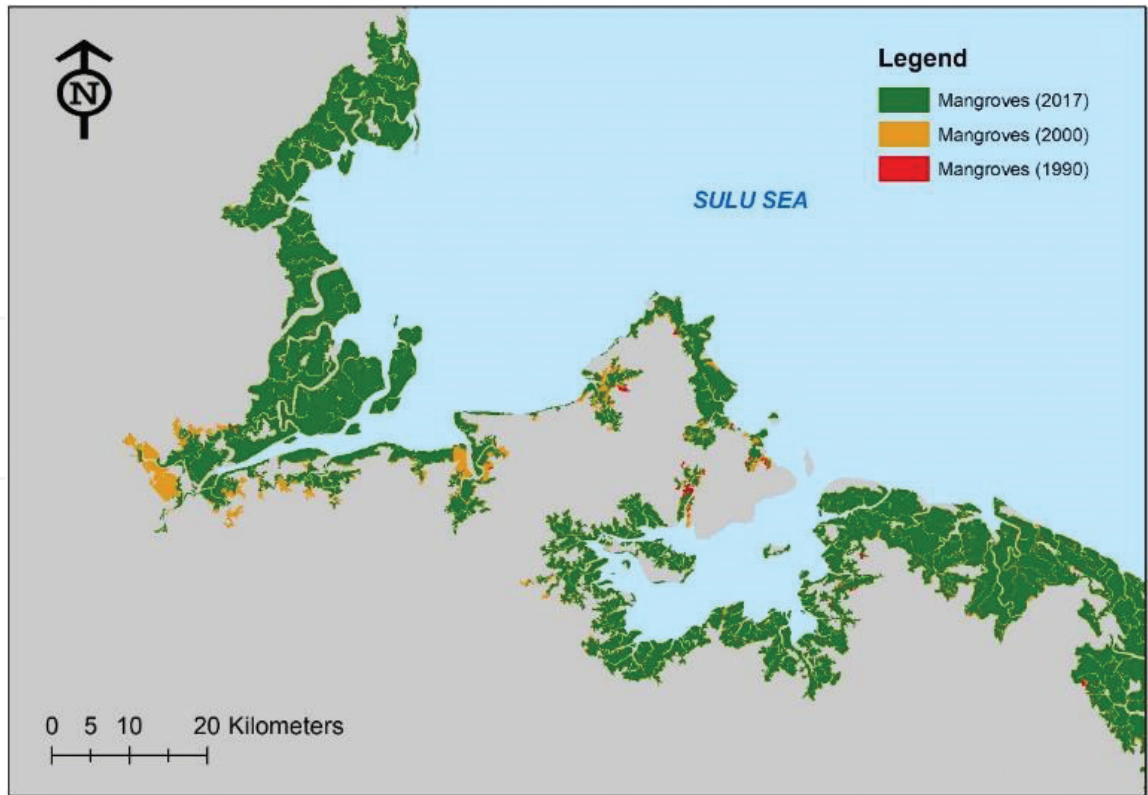 N
Legend
Mangroves (2017)
Mangroves (2000)
Mangroves (1990)
SULU SEA
0 5 10 20 Kilometers